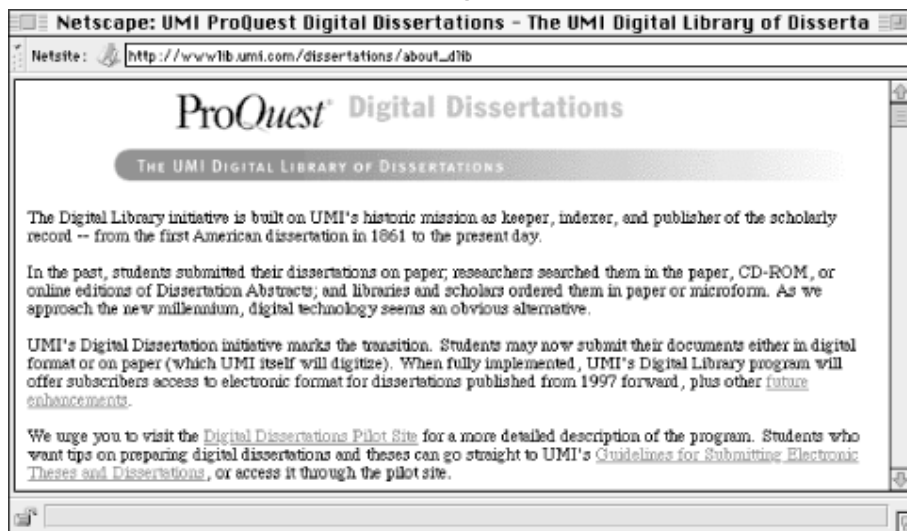 Netscape: UMI ProQuest Digital Dissertations - The UMI Digital Library of Disserta
Netsite: http://wwwlib.umi.com/dissertations/about_dlib
ProQuest Digital Dissertations
THE UMI DIGITAL LIBRARY OF DISSERTATIONS
The Digital Library initiative is built on UMI's historic mission as keeper, indexer, and publisher of the scholarly
record -- from the first American dissertation in 1861 to the present day.
In the past, students submitted their dissertations on paper; researchers searched them in the paper, CD-ROM, or
online editions of Dissertation Abstracts; and libraries and scholars ordered them in paper or microform. As we
approach the new millennium, digital technology seems an obvious alternative.
UMI's Digital Dissertation initiative marks the transition. Students may now submit their documents either in digital
format or on paper (which UMI itself will digitize). When fully implemented, UMI's Digital Library program will
offer subscribers access to electronic format for dissertations published from 1997 forward, plus other future
enhancements.
We urge you to visit the Digital Dissertations Pilot Site for a more detailed description of the program. Students who
want tips on preparing digital dissertations and theses can go straight to UMI's Guidelines for Submitting Electronic
Theses and Dissertations, or access it through the pilot site.